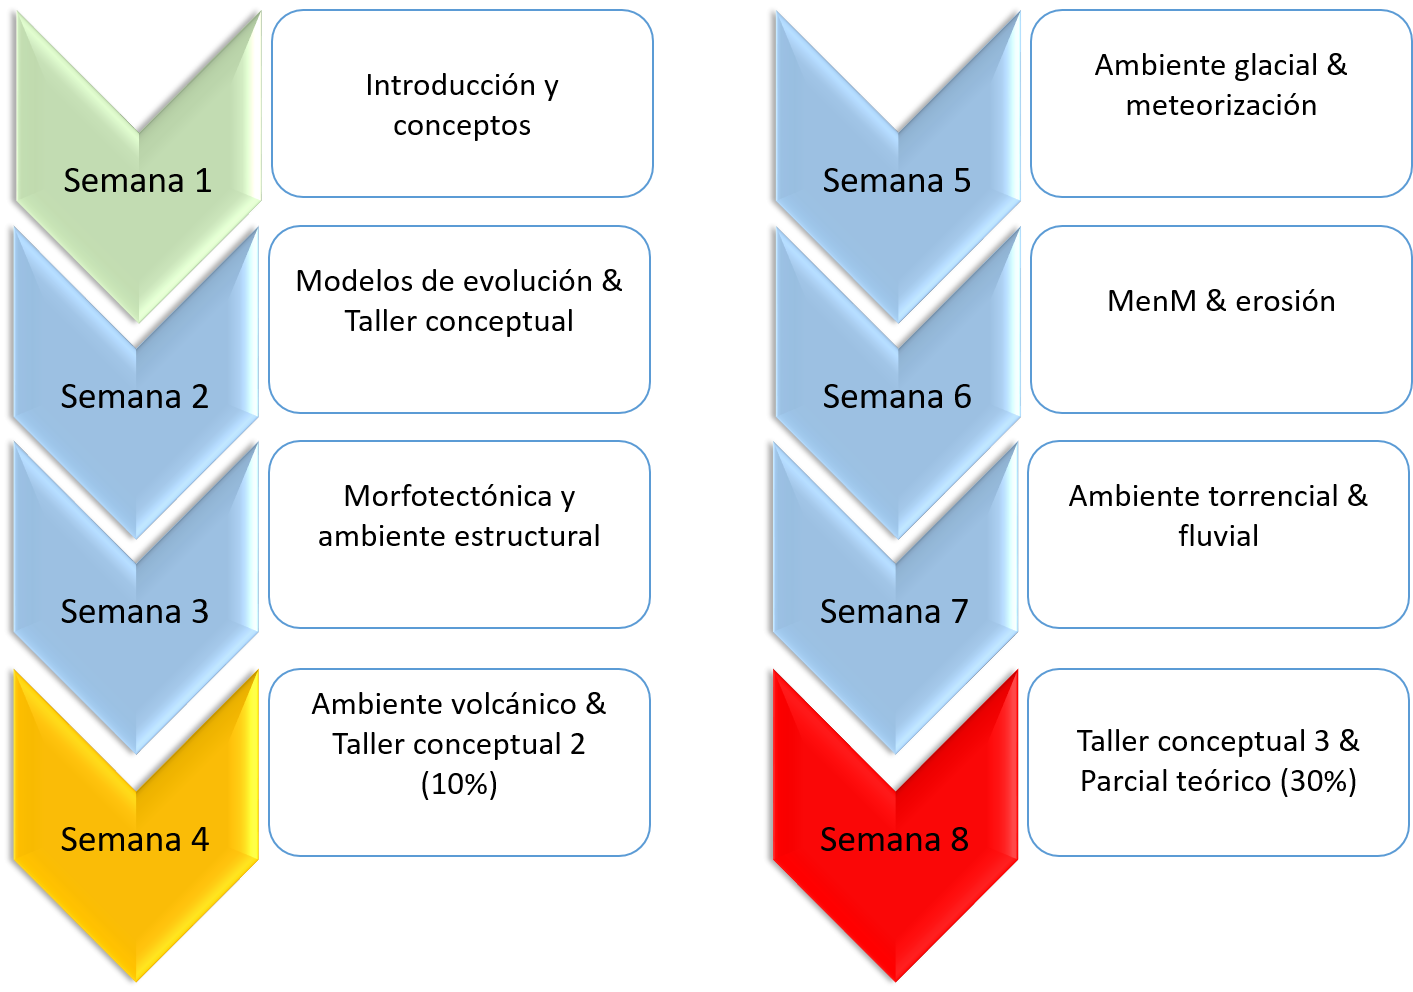 Semana 1
Introducción y
conceptos
Semana 2
Modelos de evolución &
Taller conceptual
Semana 3
Morfotectónica y
ambiente estructural
Semana 4
Ambiente volcánico &
Taller conceptual 2
(10%)
Semana 5
Ambiente glacial &
meteorización
Semana 6
MenM & erosión
Semana 7
Ambiente torrencial &
fluvial
Semana 8
Taller conceptual 3 &
Parcial teórico (30%)